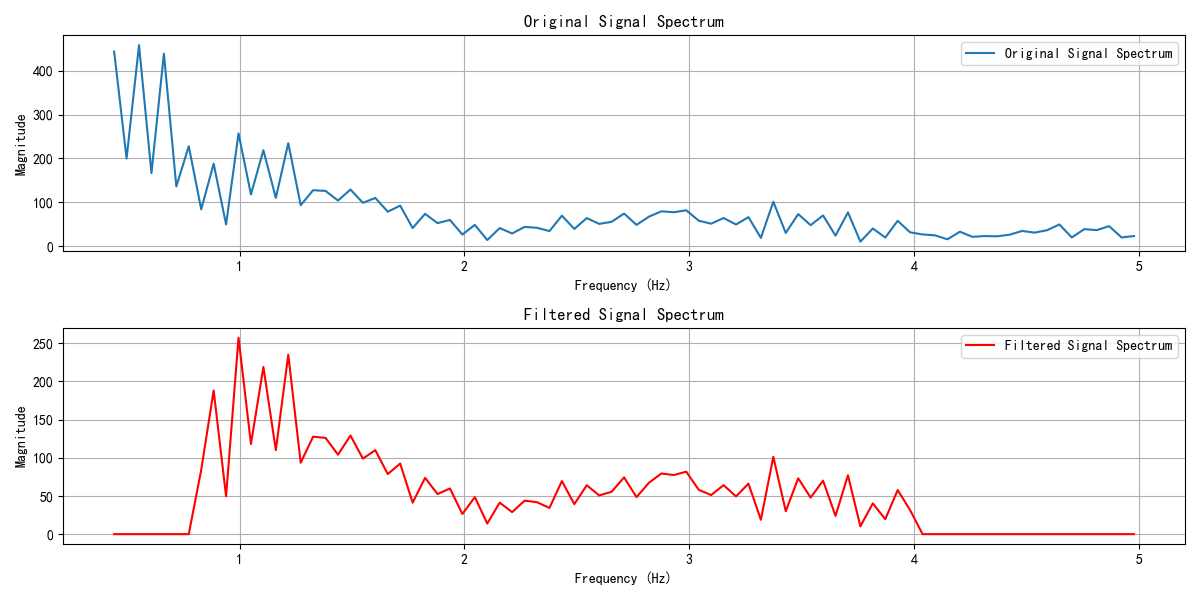 Original Signal Spectrum
Original Signal Spectrum
Magnitude
400
300
200
100
0
1 2 3 4 5
Frequency (Hz)
Filtered Signal Spectrum
Filtered Signal Spectrum
Magnitude
250
200
150
100
50
0
1 2 3 4 5
Frequency (Hz)